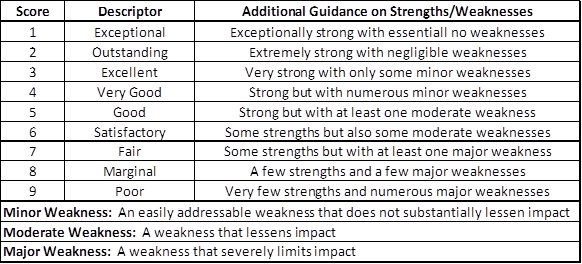 Score Descriptor Additional Guidance on Strengths/Weaknesses
1 Exceptional Exceptionally strong with essentiall no weaknesses
2 Outstanding Extremely strong with negligible weaknesses
3 Excellent Very strong with only some minor weaknesses
4 Very Good Strong but with numerous minor weaknesses
5 Good Strong but with at least one moderate weakness
6 Satisfactory Some strengths but also some moderate weaknesses
7 Fair Some strengths but with at least one major weakness
8 Marginal A few strengths and a few major weaknesses
9 Poor Very few strengths and numerous major weaknesses
Minor Weakness: An easily addressable weakness that does not substantially lessen impact
Moderate Weakness: A weakness that lessens impact
Major Weakness: A weakness that severely limits impact